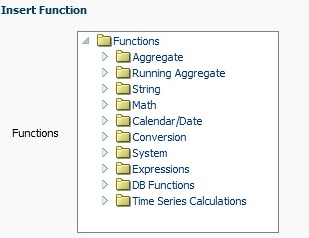 Insert Function
Functions
Functions
Aggregate
Running Aggregate
String
Math
Calendar/Date
Conversion
System
Expressions
DB Functions
Time Series Calculations